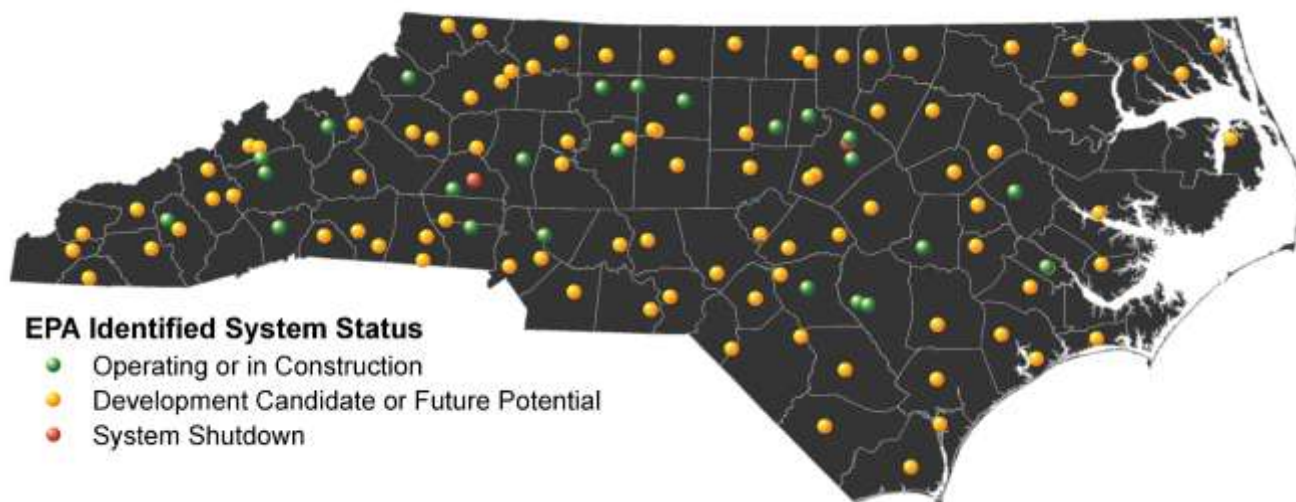 EPA Identified System Status
Operating or in Construction
Development Candidate or Future Potential
System Shutdown